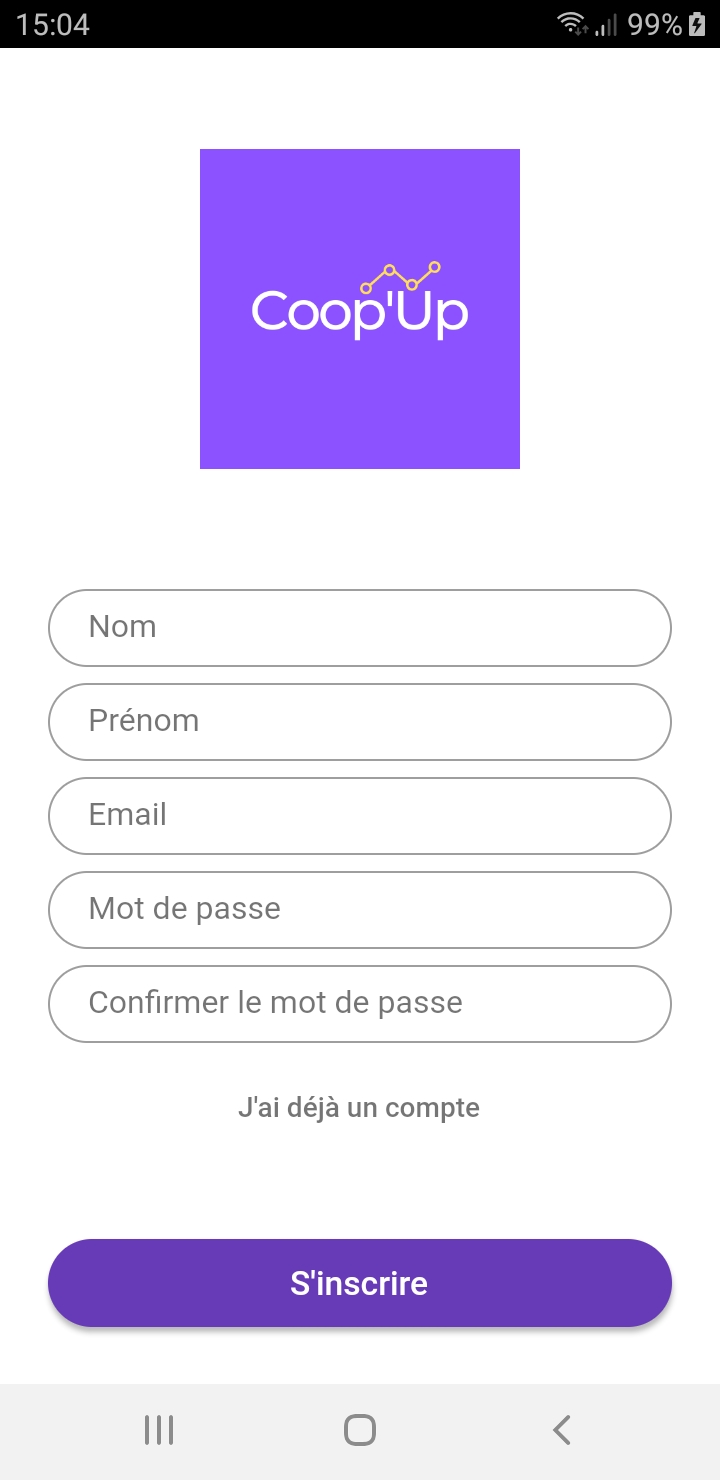 15:04
99%
Coop'Up
Nom
Prénom
Email
Mot de passe
Confirmer le mot de passe
J'ai déjà un compte
S'inscrire